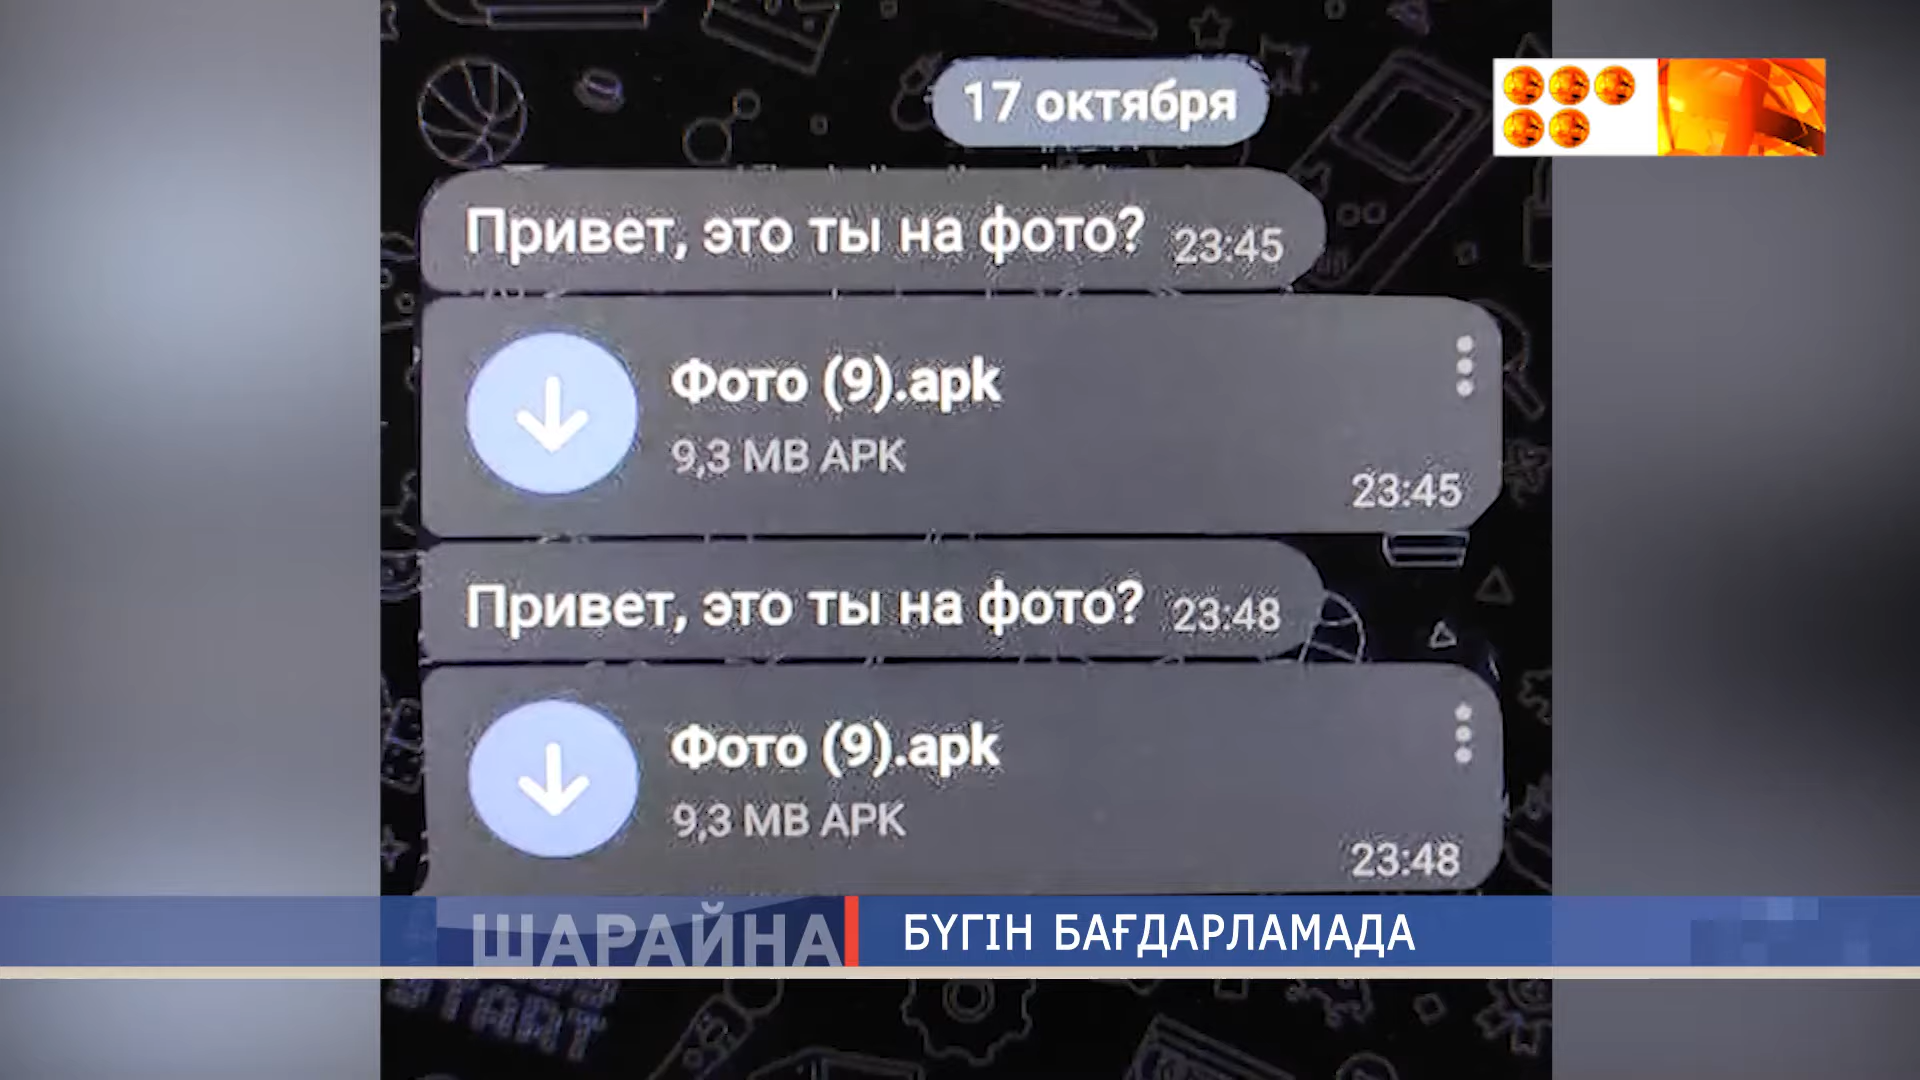 17 октября
Привет, это ты на фото? 23:45
Фото (9).apk
9,3 MB APK
23:45
Привет, это ты на фото? 23:48
Фото (9).apk
9,3 MB APK
23:48
ШАРАЙНА
БҮГІН БАҒДАРЛАМАДА
START